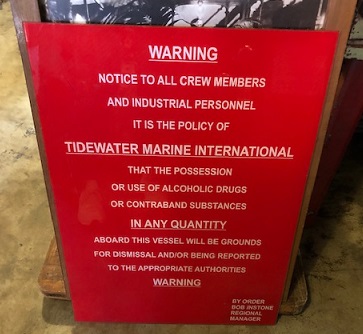 WARNING
NOTICE TO ALL CREW MEMBERS
AND INDUSTRIAL PERSONNEL
IT IS THE POLICY OF
TIDEWATER MARINE INTERNATIONAL
THAT THE POSSESSION
OR USE OF ALCOHOLIC DRUGS
OR CONTRABAND SUBSTANCES
IN ANY QUANTITY
ABOARD THIS VESSEL WILL BE GROUNDS
FOR DISMISSAL AND/OR BEING REPORTED
TO THE APPROPRIATE AUTHORITIES
WARNING
BY ORDER
BOB INSTONE
REGIONAL
MANAGER